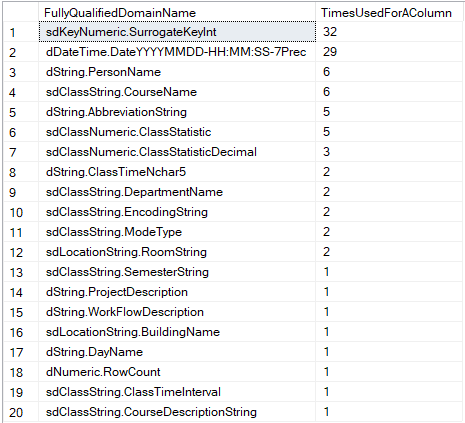 FullyQualifiedDomainName TimesUsedForAColumn
1 sdKeyNumeric.SurrogateKeyInt 32
2 dDateTime.DateYYYYMMDD-HH:MM:SS-7Prec 29
3 dString.PersonName 6
4 sdClassString.CourseName 6
5 dString.AbbreviationString 5
6 sdClassNumeric.ClassStatistic 5
7 sdClassNumeric.ClassStatisticDecimal 3
8 dString.ClassTimeNchar5 2
9 sdClassString.DepartmentName 2
10 sdClassString.EncodingString 2
11 sdClassString.ModeType 2
12 sdLocationString.RoomString 2
13 sdClassString.SemesterString 1
14 dString.ProjectDescription 1
15 dString.WorkFlowDescription 1
16 sdLocationString.BuildingName 1
17 dString.DayName 1
18 dNumeric.RowCount 1
19 sdClassString.ClassTimeInterval 1
20 sdClassString.CourseDescriptionString 1